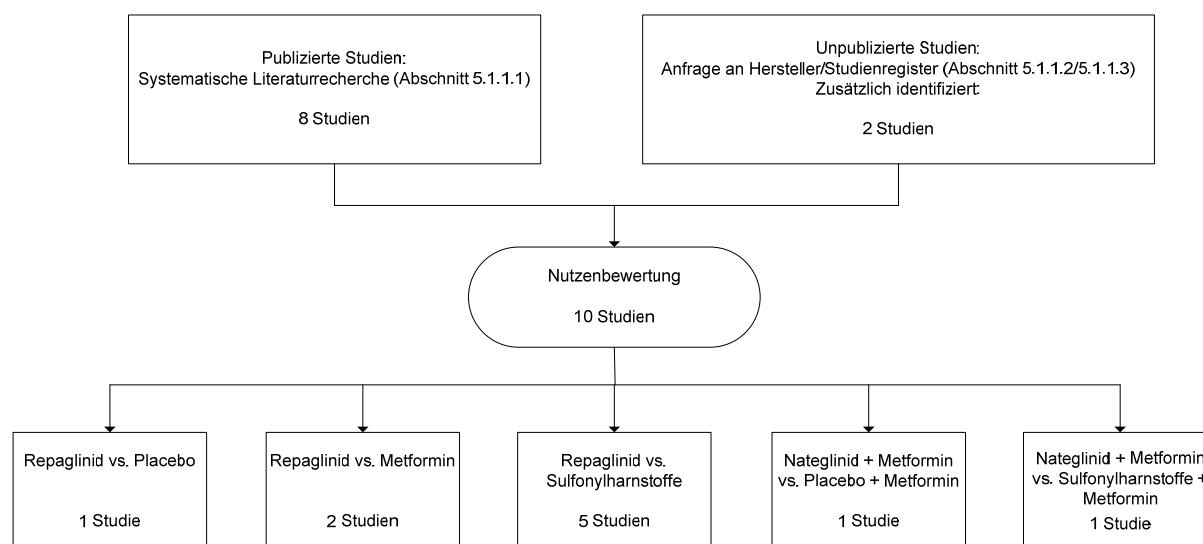 Publizierte Studien:
Systematische Literaturrecherche (Abschnitt 5.1.1.1)
8 Studien
Unpublizierte Studien:
Anfrage an Hersteller/Studienregister (Abschnitt 5.1.1.2/5.1.1.3)
Zusätzlich identifiziert:
2 Studien
Nutzenbewertung
10 Studien
Repaglinid vs. Placebo
1 Studie
Repaglinid vs. Metformin
2 Studien
Repaglinid vs.
Sulfonylharnstoffe
5 Studien
Nateglinid + Metformin
vs. Placebo + Metformin
1 Studie
Nateglinid + Metformin
vs. Sulfonylharnstoffe +
Metformin
1 Studie